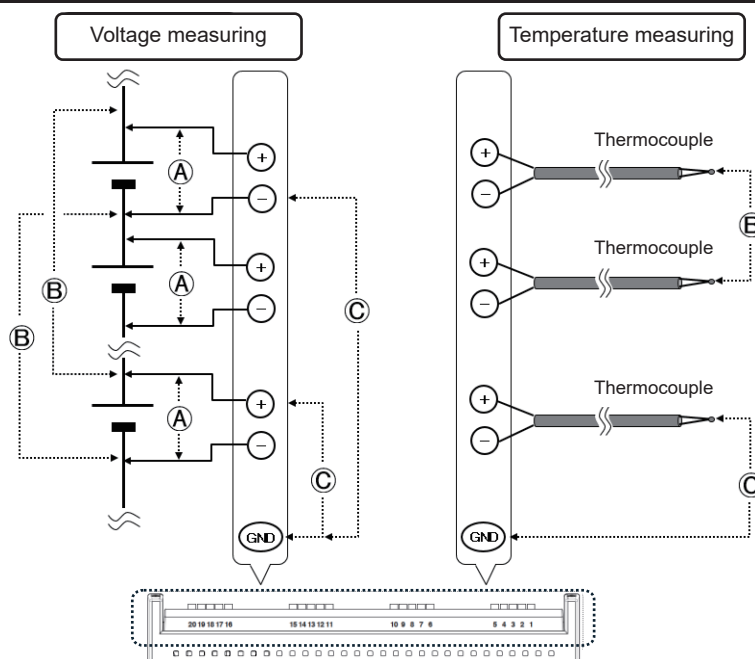 Voltage measuring
Temperature measuring
+
A
−
+
B
A
B
−
C
+
A
−
C
GND
Thermocouple
+
−
B
Thermocouple
+
−
Thermocouple
+
−
C
GND
20 19 18 17 16 15 14 13 12 11 10 9 8 7 6 5 4 3 2 1